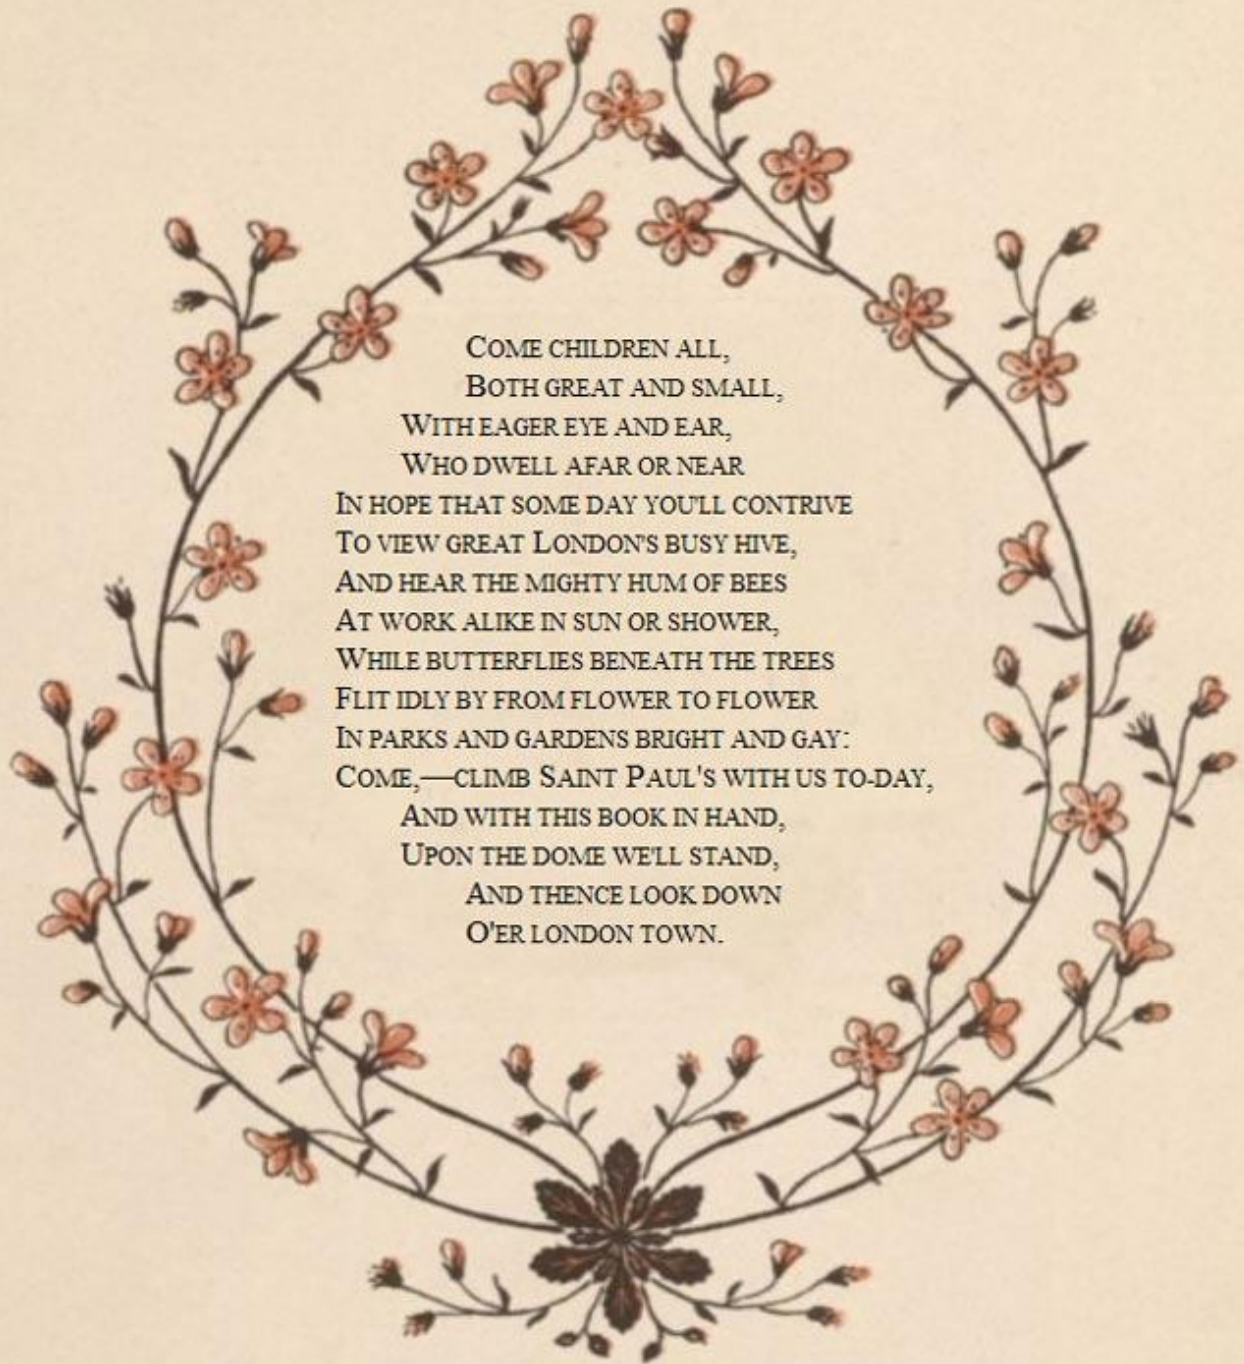 COME CHILDREN ALL,
BOTH GREAT AND SMALL,
WITH EAGER EYE AND EAR,
WHO DWELL AFAR OR NEAR
IN HOPE THAT SOME DAY YOU'LL CONTRIVE
TO VIEW GREAT LONDON'S BUSY HIVE,
AND HEAR THE MIGHTY HUM OF BEES
AT WORK ALIKE IN SUN OR SHOWER,
WHILE BUTTERFLIES BENEATH THE TREES
FLIT IDLY BY FROM FLOWER TO FLOWER
IN PARKS AND GARDENS BRIGHT AND GAY:
COME,—CLIMB SAINT PAUL'S WITH US TO-DAY,
AND WITH THIS BOOK IN HAND,
UPON THE DOME WE'LL STAND,
AND THENCE LOOK DOWN
O'ER LONDON TOWN.